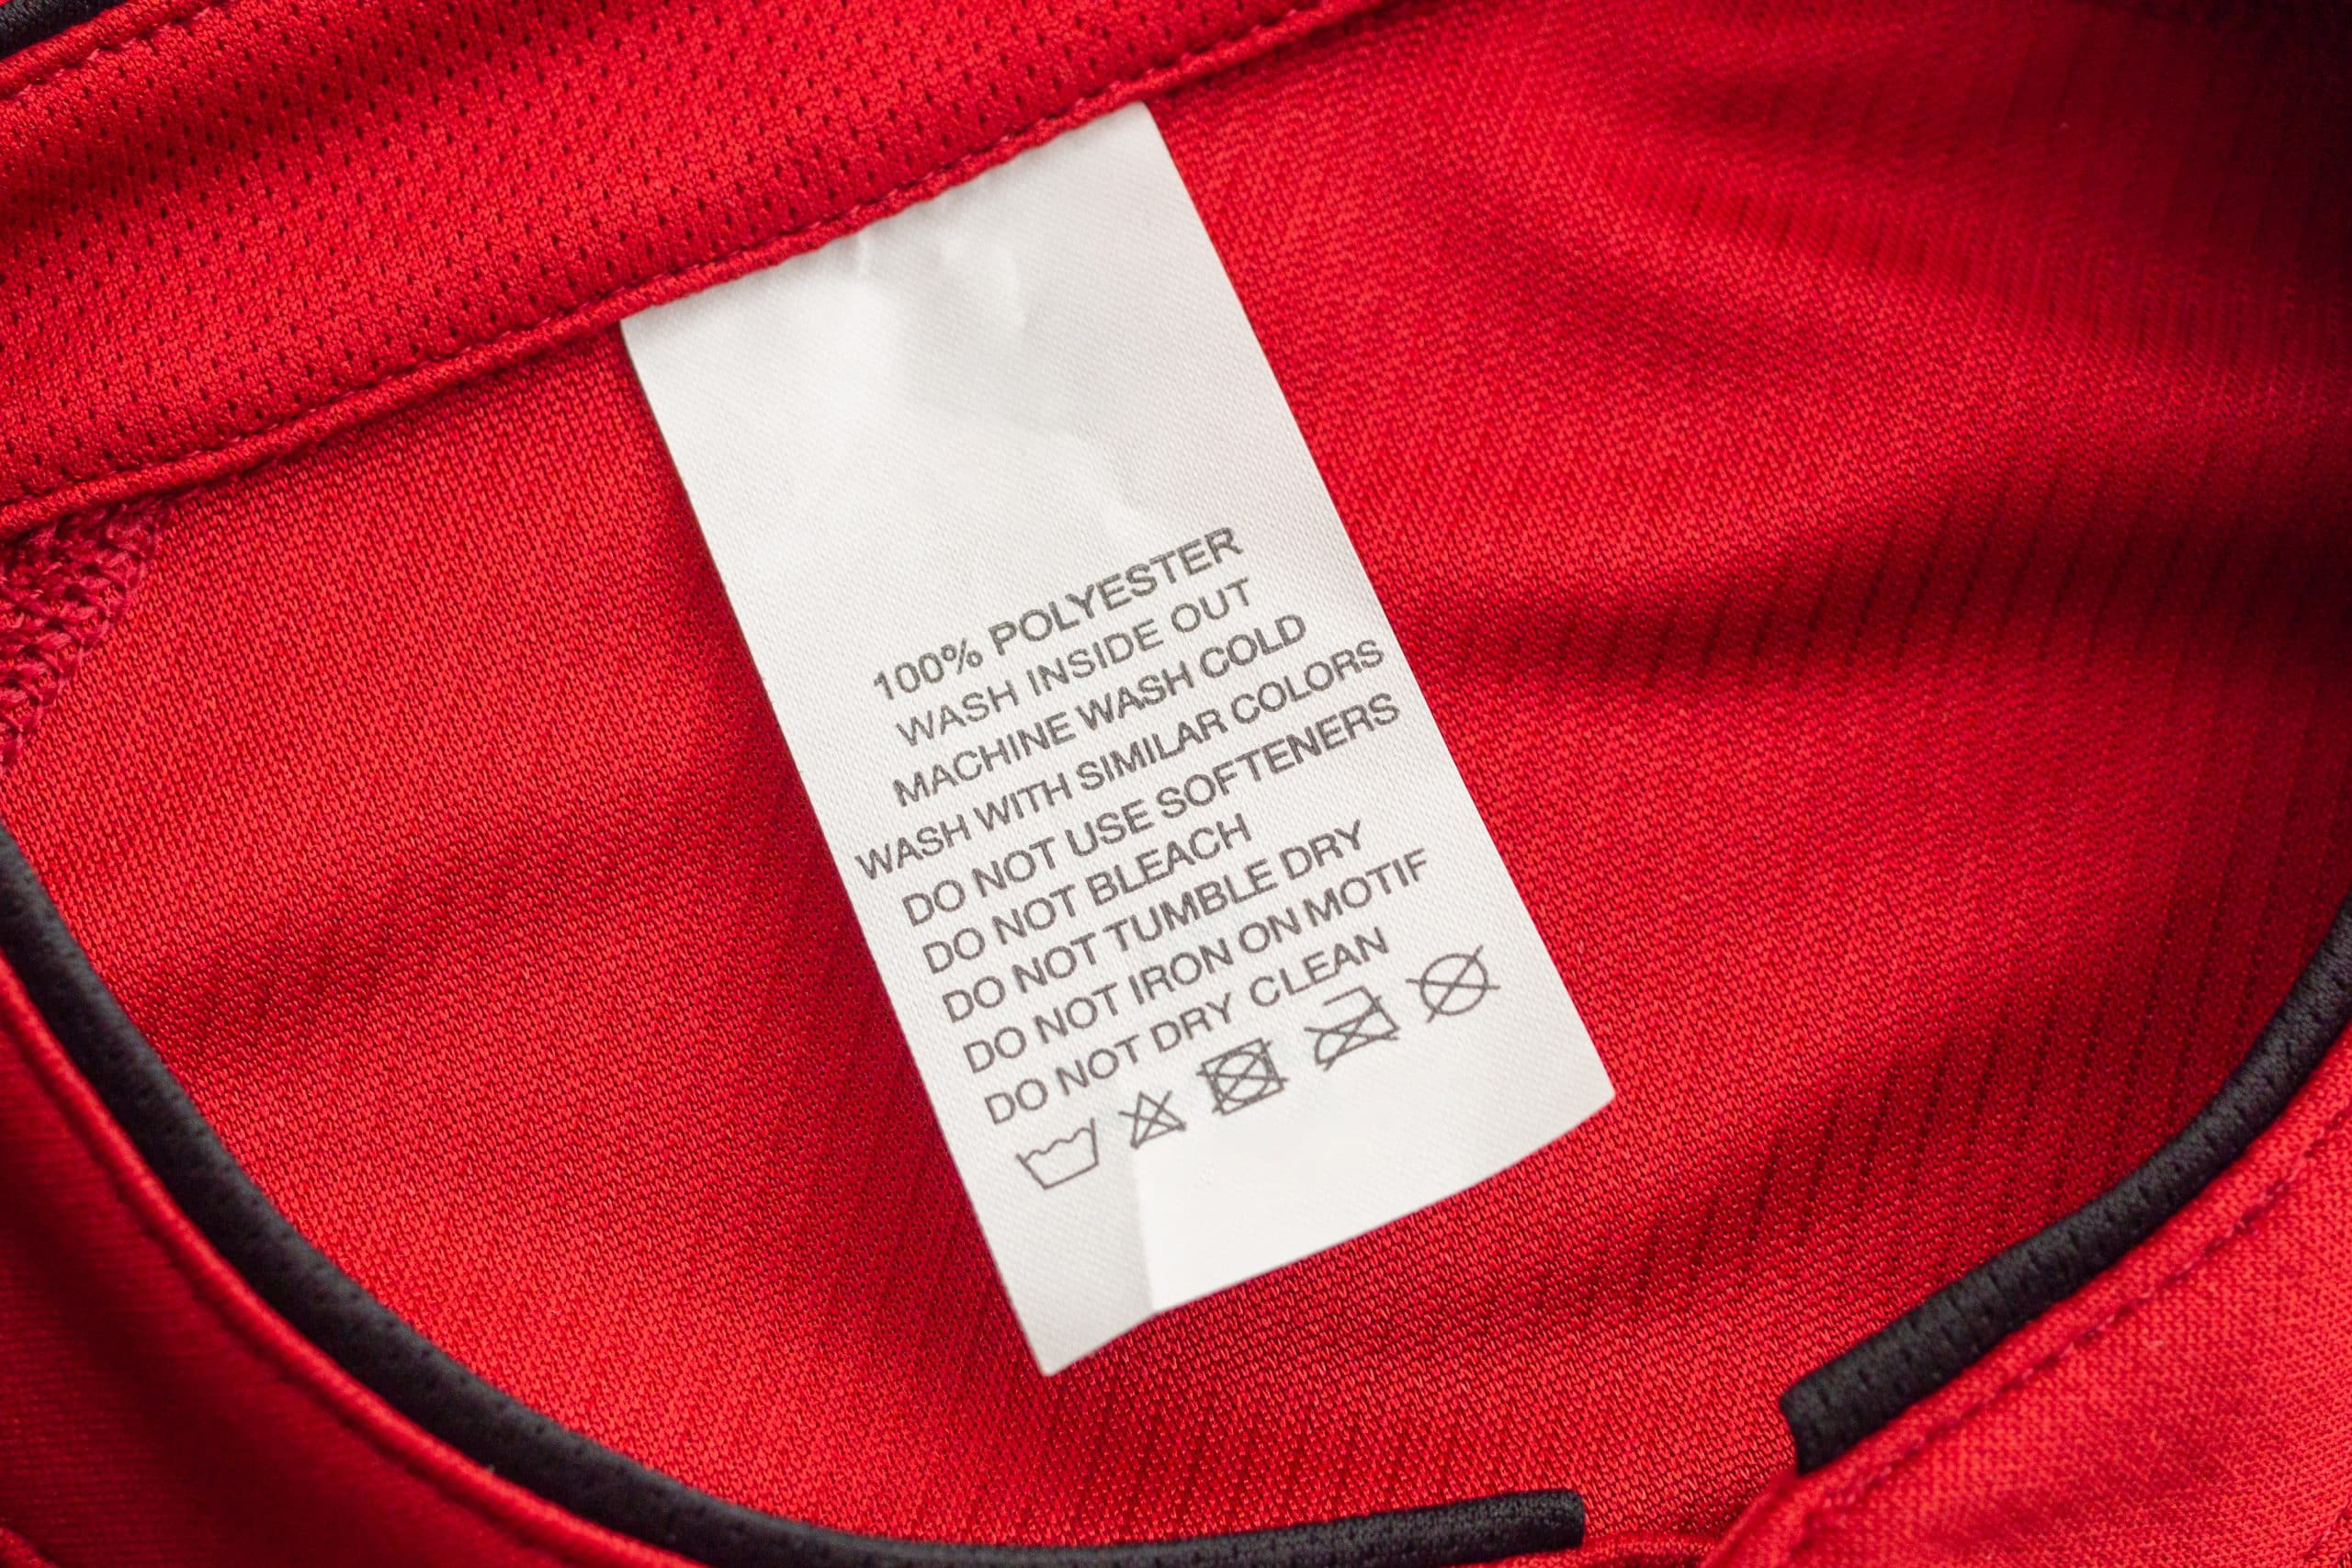 100% POLYESTER
WASH INSIDE OUT
MACHINE WASH COLD
WASH WITH SIMILAR COLORS
DO NOT USE SOFTENERS
DO NOT BLEACH
DO NOT TUMBLE DRY
DO NOT IRON ON MOTIF
DO NOT DRY CLEAN